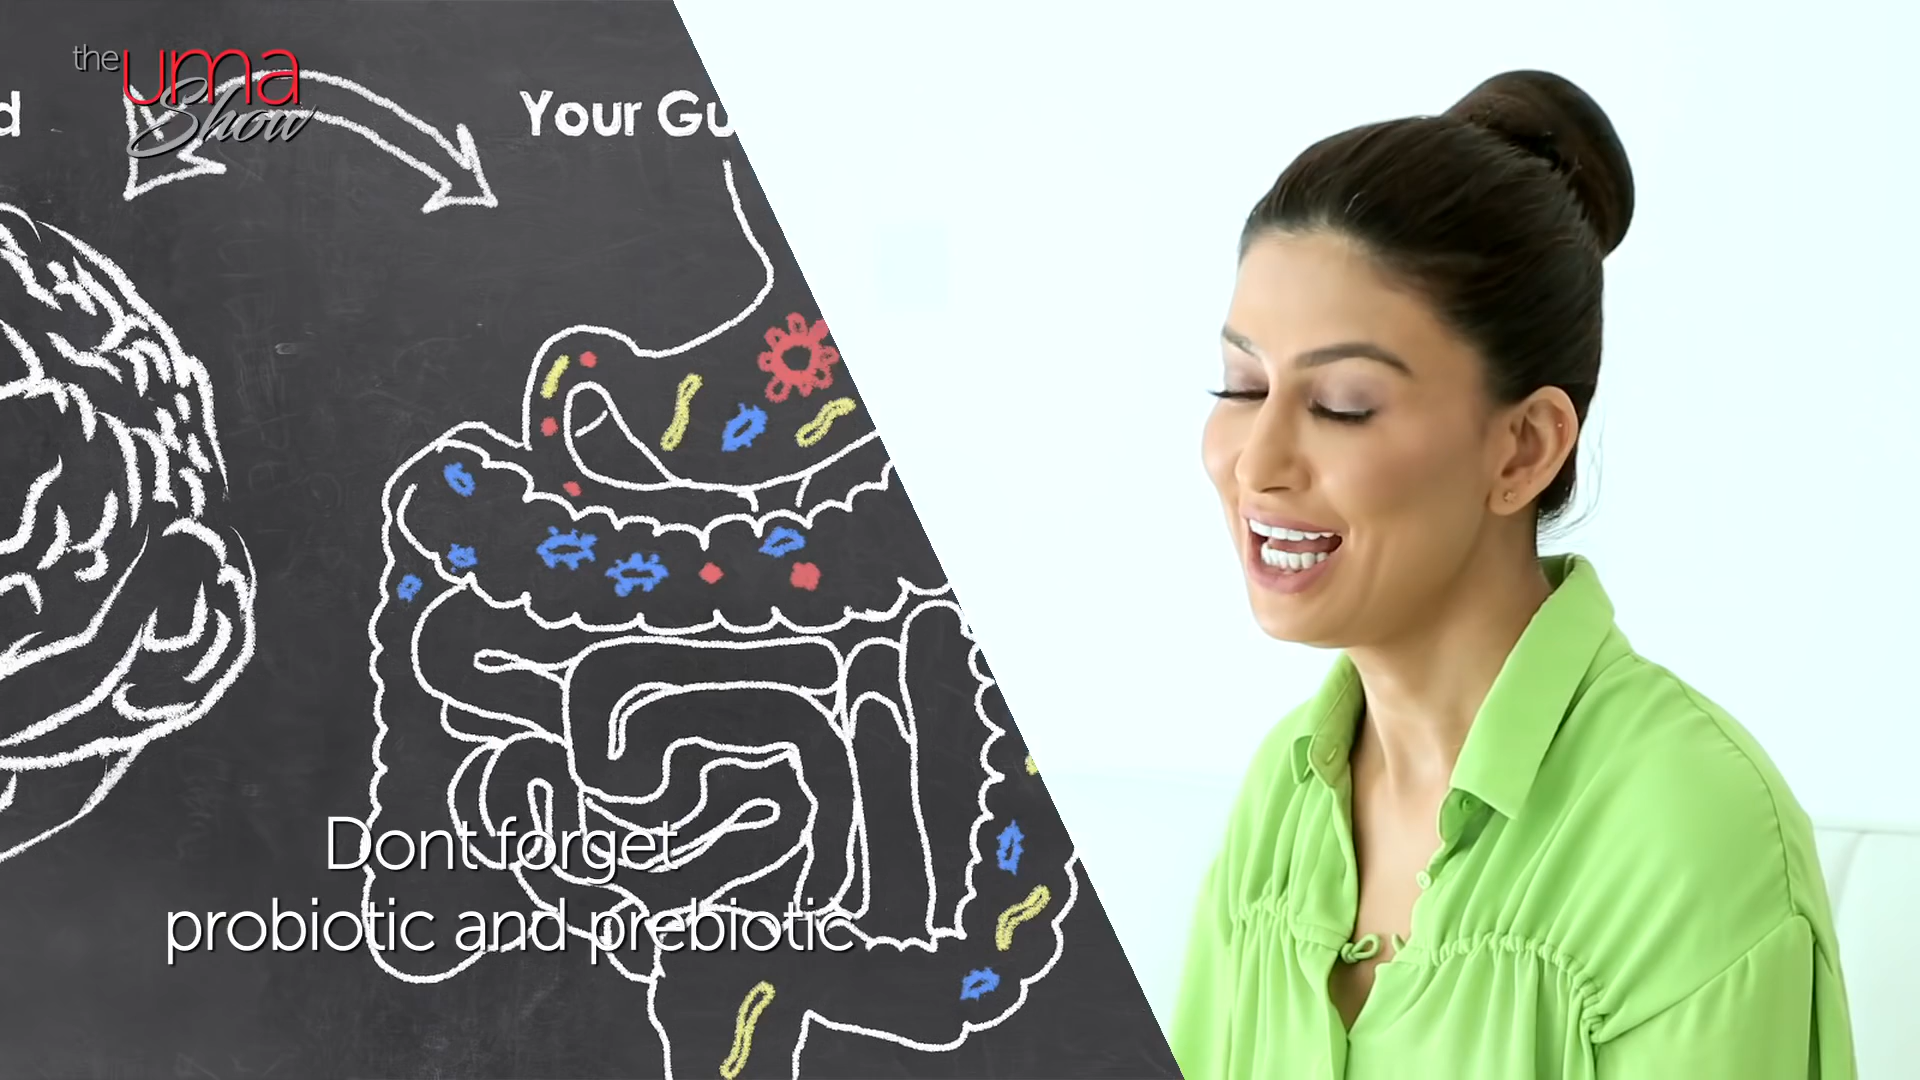 the uma
Show
d
Your Gu
Dont forget
probiotic and prebiotic